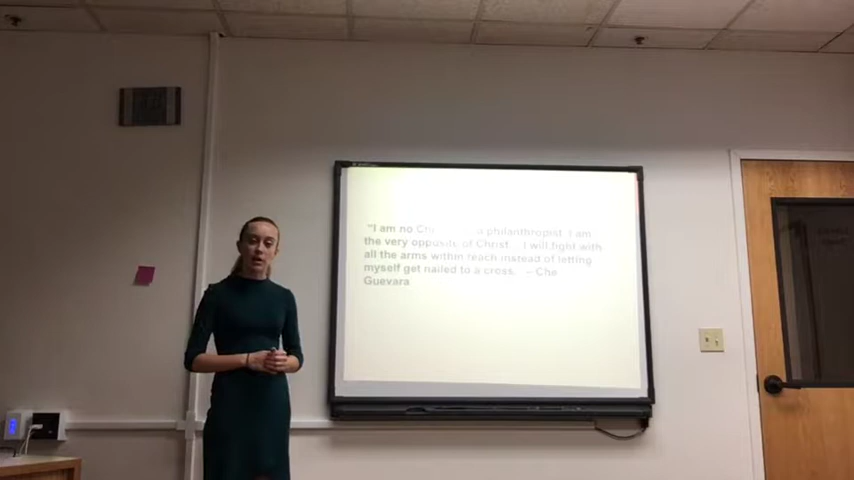 "I am no a philanthropist. I am
the very opposite of Christ I will fight with
all the arms within reach instead of letting
myself get nailed to a cross. --Che
Guevara